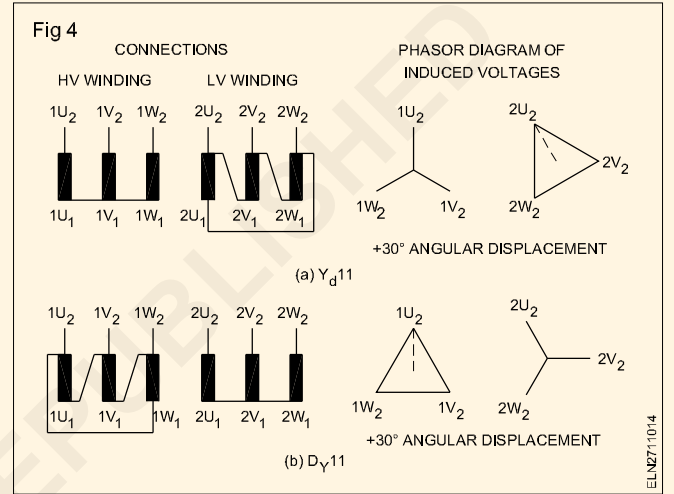 Fig 4
CONNECTIONS
HV WINDING LV WINDING
PHASOR DIAGRAM OF
INDUCED VOLTAGES
1U2 1V2 1W2 2U2 2V2 2W2
1U1 1V1 1W1 2U1 2V1 2W1
1U2
1W2 1V2
2U2
2V2
2W2
+30° ANGULAR DISPLACEMENT
(a) Yd11
1U2 1V2 1W2 2U2 2V2 2W2
1U1 1V1 1W1 2U1 2V1 2W1
1U2
1W2 1V2
2U2
2V2
2W2
+30° ANGULAR DISPLACEMENT
(b) DY11
ELN2711014
EPUBLISHED